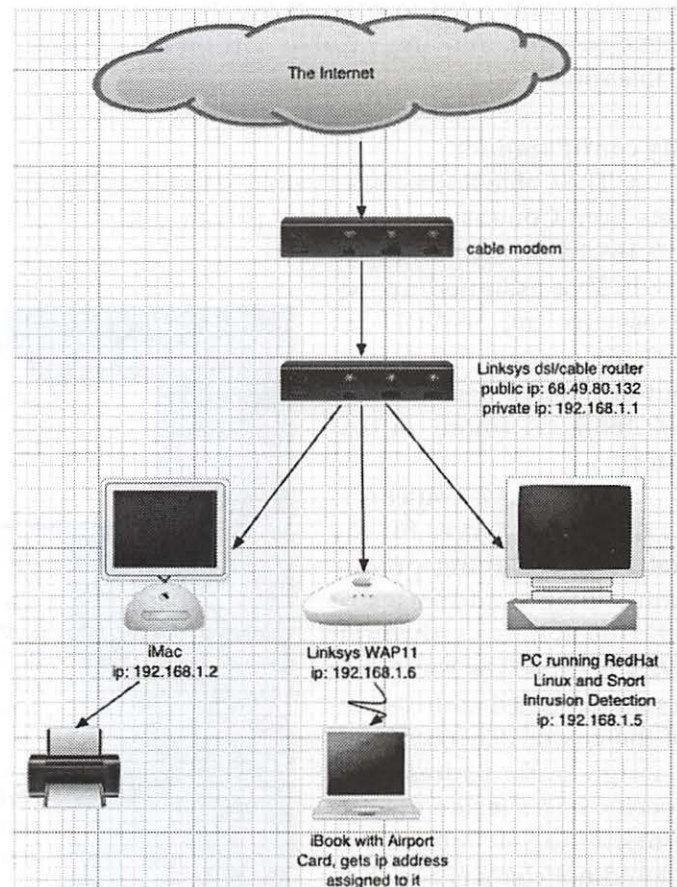 The Internet
cable modem
Linksys dsl/cable router
public ip: 68.49.80.132
private ip: 192.168.1.1
iMac
ip: 192.168.1.2
Linksys WAP11
ip: 192.168.1.6
PC running RedHat
Linux and Snort
Intrusion Detection
ip: 192.168.1.5
iBook with Airport
Card, gets ip address
assigned to it